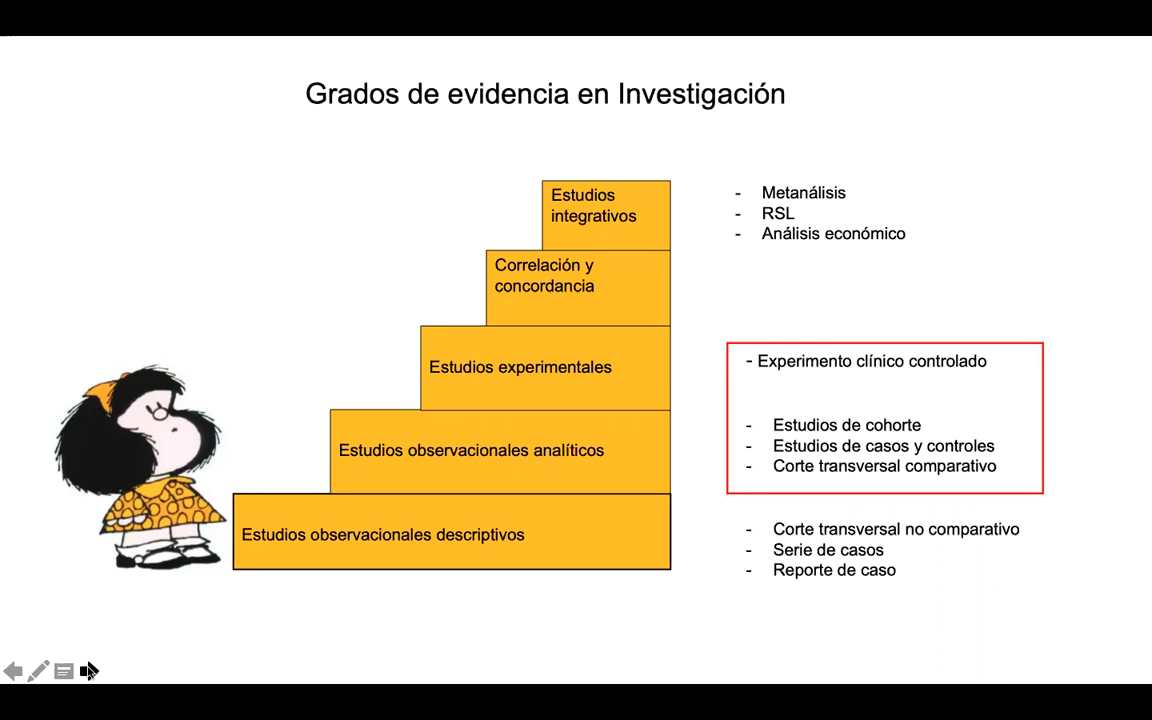 Grados de evidencia en Investigación
Estudios
integrativos
- Metanálisis
- RSL
- Análisis económico
Correlación y
concordancia
Estudios experimentales
- Experimento clínico controlado
Estudios observacionales analíticos
- Estudios de cohorte
- Estudios de casos y controles
- Corte transversal comparativo
Estudios observacionales descriptivos
- Corte transversal no comparativo
- Serie de casos
- Reporte de caso